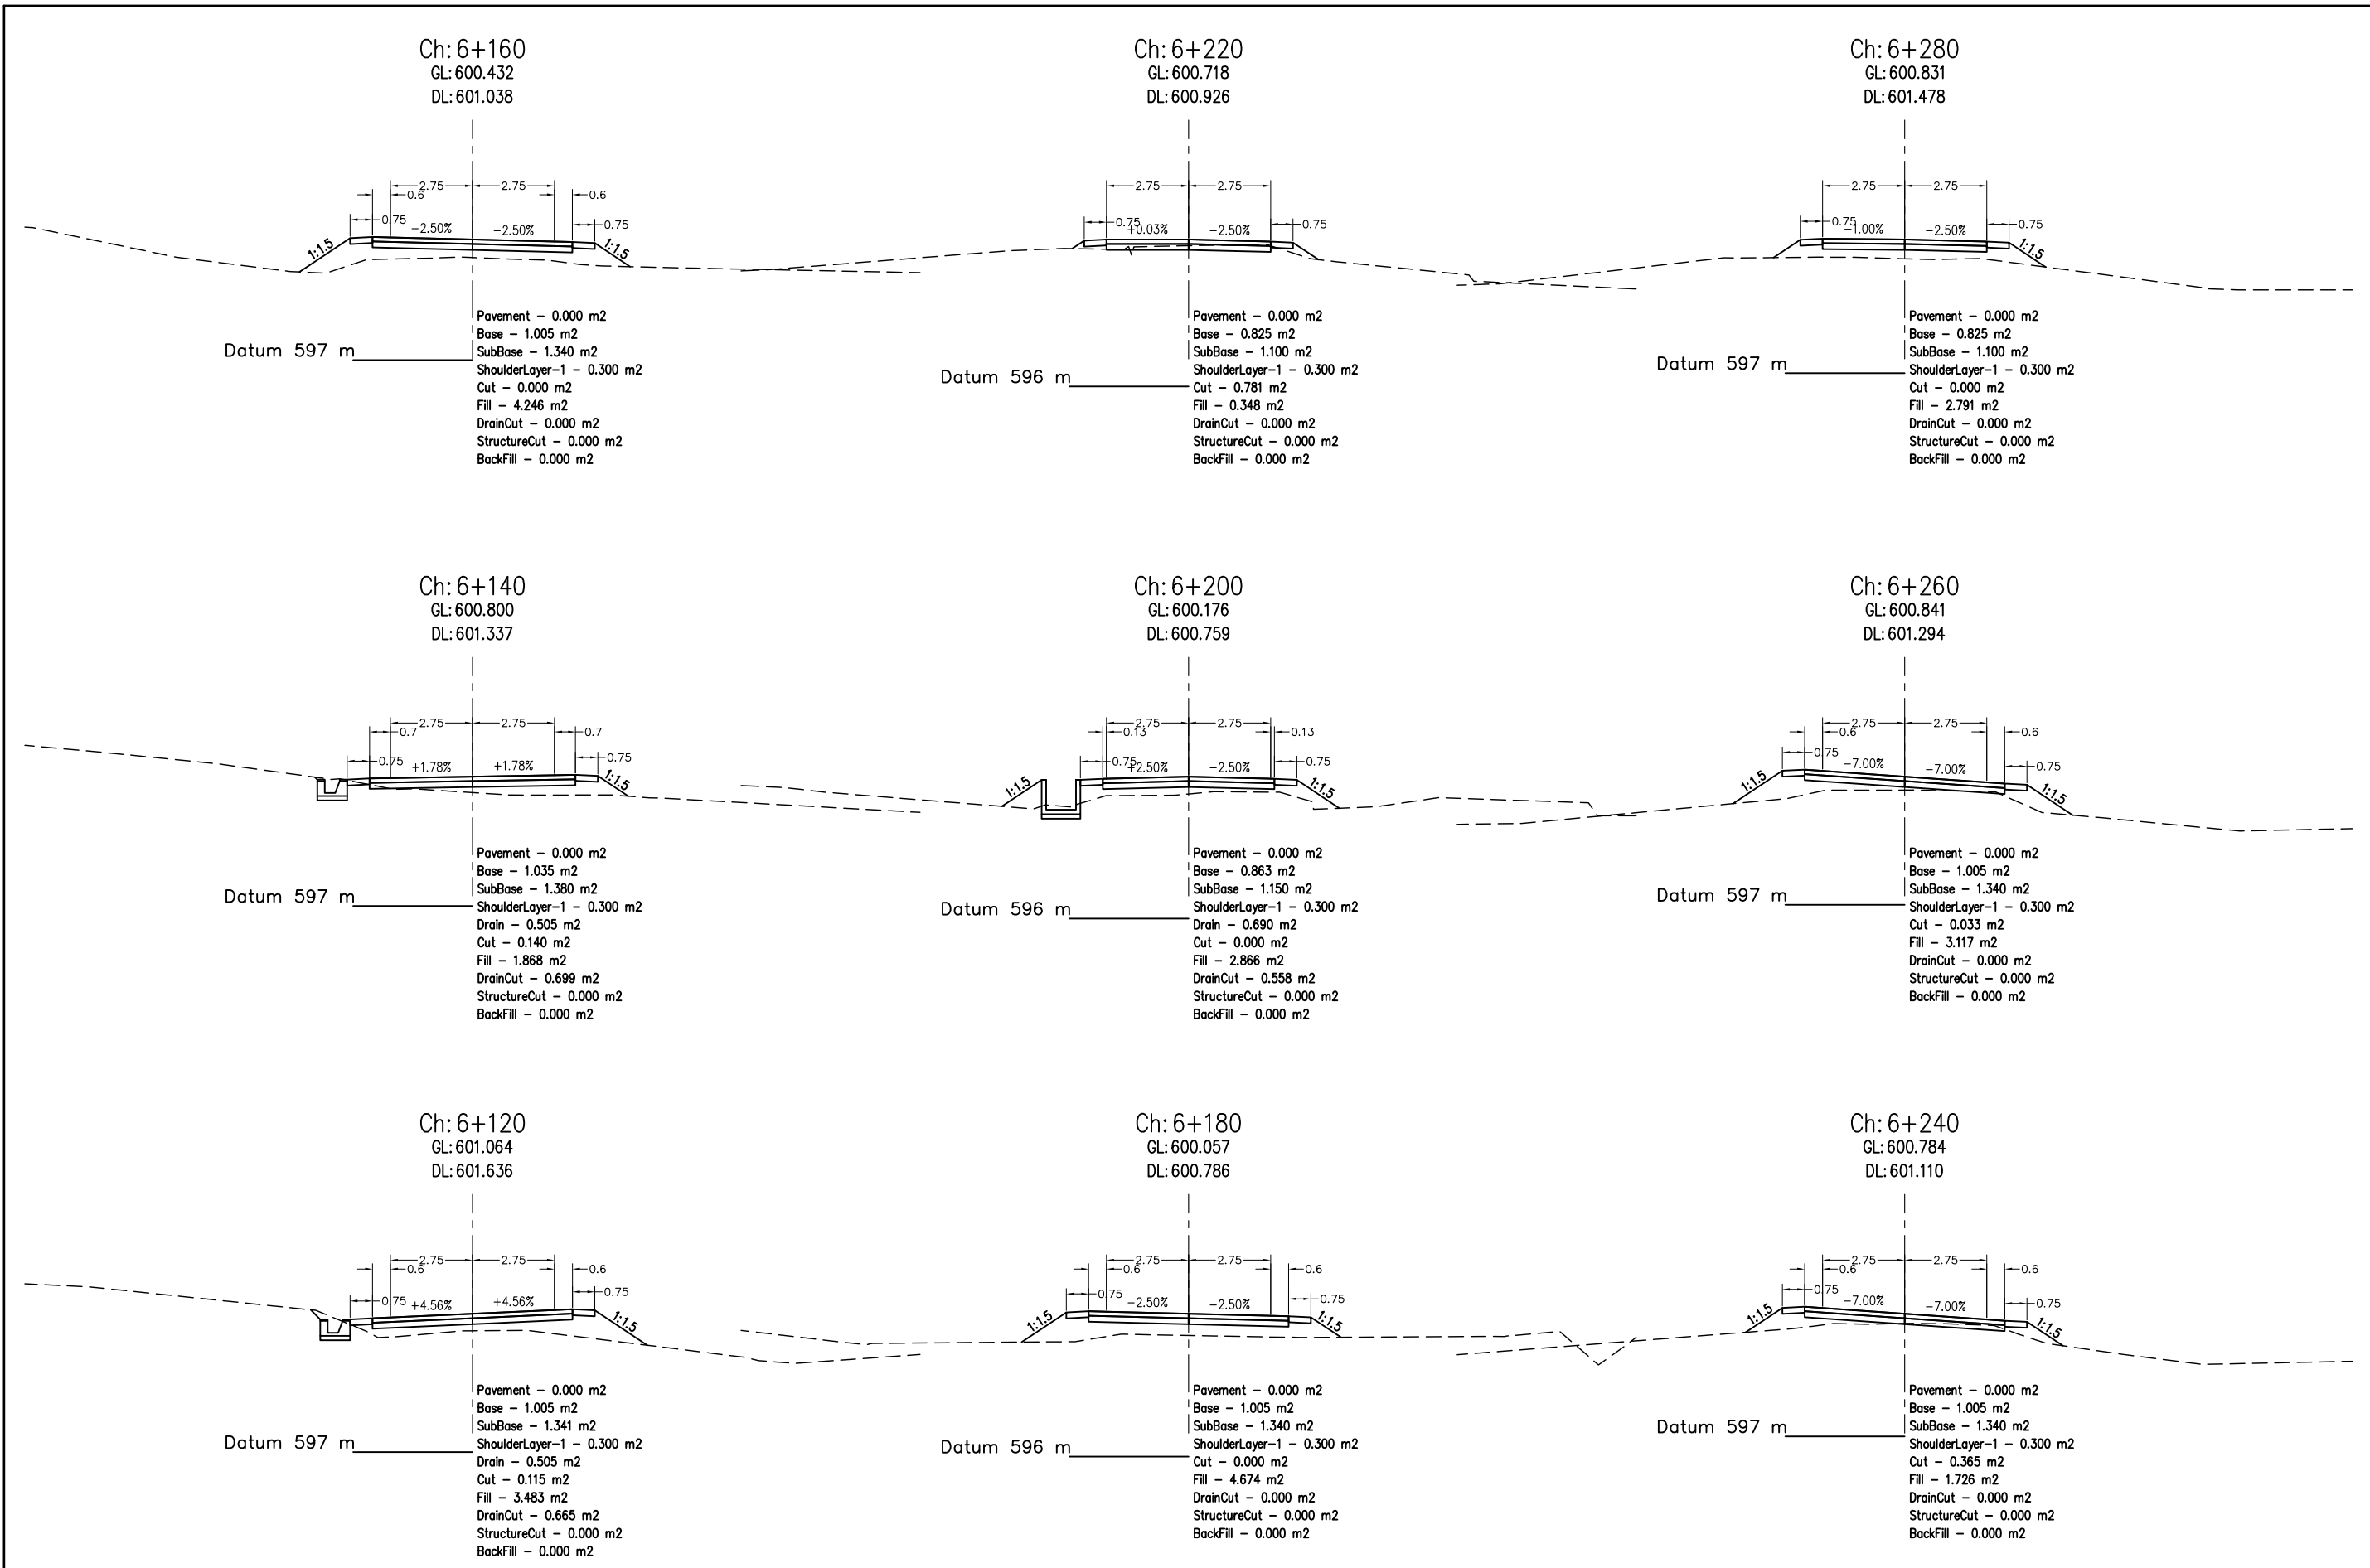 Ch: 6+160
GL: 600.432
DL: 601.038
2.75 2.75
0.6 0.6
0.75 0.75
-2.50% -2.50%
1:1.5 1:1.5
Datum 597 m
Pavement - 0.000 m2
Base - 1.005 m2
SubBase - 1.340 m2
ShoulderLayer-1 - 0.300 m2
Cut - 0.000 m2
Fill - 4.246 m2
DrainCut - 0.000 m2
StructureCut - 0.000 m2
BackFill - 0.000 m2
Ch: 6+220
GL: 600.718
DL: 600.926
2.75 2.75
0.75 0.75
+0.03% -2.50%
Datum 596 m
Pavement - 0.000 m2
Base - 0.825 m2
SubBase - 1.100 m2
ShoulderLayer-1 - 0.300 m2
Cut - 0.781 m2
Fill - 0.348 m2
DrainCut - 0.000 m2
StructureCut - 0.000 m2
BackFill - 0.000 m2
Ch: 6+280
GL: 600.831
DL: 601.478
2.75 2.75
0.75 0.75
-1.00% -2.50%
1:1.5
Datum 597 m
Pavement - 0.000 m2
Base - 0.825 m2
SubBase - 1.100 m2
ShoulderLayer-1 - 0.300 m2
Cut - 0.000 m2
Fill - 2.791 m2
DrainCut - 0.000 m2
StructureCut - 0.000 m2
BackFill - 0.000 m2
Ch: 6+140
GL: 600.800
DL: 601.337
2.75 2.75
0.7 0.7
0.75 0.75
+1.78% +1.78%
1:1.5
Datum 597 m
Pavement - 0.000 m2
Base - 1.035 m2
SubBase - 1.380 m2
ShoulderLayer-1 - 0.300 m2
Drain - 0.505 m2
Cut - 0.140 m2
Fill - 1.868 m2
DrainCut - 0.699 m2
StructureCut - 0.000 m2
BackFill - 0.000 m2
Ch: 6+200
GL: 600.176
DL: 600.759
2.75 2.75
0.13 0.13
0.75 0.75
+2.50% -2.50%
1:1.5 1:1.5
Datum 596 m
Pavement - 0.000 m2
Base - 0.863 m2
SubBase - 1.150 m2
ShoulderLayer-1 - 0.300 m2
Drain - 0.690 m2
Cut - 0.000 m2
Fill - 2.866 m2
DrainCut - 0.558 m2
StructureCut - 0.000 m2
BackFill - 0.000 m2
Ch: 6+260
GL: 600.841
DL: 601.294
2.75 2.75
0.6 0.6
0.75 0.75
-7.00% -7.00%
1:1.5 1:1.5
Datum 597 m
Pavement - 0.000 m2
Base - 1.005 m2
SubBase - 1.340 m2
ShoulderLayer-1 - 0.300 m2
Cut - 0.033 m2
Fill - 3.117 m2
DrainCut - 0.000 m2
StructureCut - 0.000 m2
BackFill - 0.000 m2
Ch: 6+120
GL: 601.064
DL: 601.636
2.75 2.75
0.6 0.6
0.75 0.75
+4.56% +4.56%
1:1.5
Datum 597 m
Pavement - 0.000 m2
Base - 1.005 m2
SubBase - 1.341 m2
ShoulderLayer-1 - 0.300 m2
Drain - 0.505 m2
Cut - 0.115 m2
Fill - 3.483 m2
DrainCut - 0.665 m2
StructureCut - 0.000 m2
BackFill - 0.000 m2
Ch: 6+180
GL: 600.057
DL: 600.786
2.75 2.75
0.6 0.6
0.75 0.75
-2.50% -2.50%
1:1.5 1:1.5
Datum 596 m
Pavement - 0.000 m2
Base - 1.005 m2
SubBase - 1.340 m2
ShoulderLayer-1 - 0.300 m2
Cut - 0.000 m2
Fill - 4.674 m2
DrainCut - 0.000 m2
StructureCut - 0.000 m2
BackFill - 0.000 m2
Ch: 6+240
GL: 600.784
DL: 601.110
2.75 2.75
0.6 0.6
0.75 0.75
-7.00% -7.00%
1:1.5 1:1.5
Datum 597 m
Pavement - 0.000 m2
Base - 1.005 m2
SubBase - 1.340 m2
ShoulderLayer-1 - 0.300 m2
Cut - 0.365 m2
Fill - 1.726 m2
DrainCut - 0.000 m2
StructureCut - 0.000 m2
BackFill - 0.000 m2